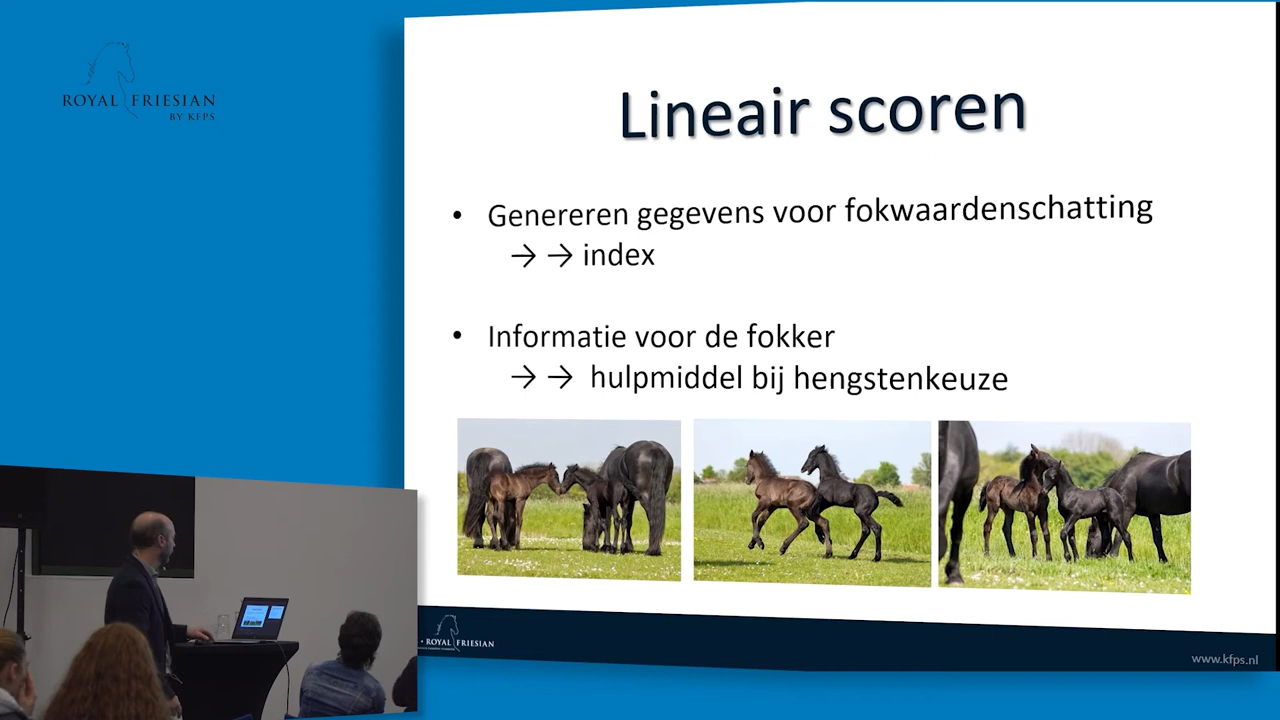 ROYAL FRIESIAN
BY KFPS
Lineair scoren
• Genereren gegevens voor fokwaardenschatting
→ → index
• Informatie voor de fokker
→ → hulpmiddel bij hengstenkeuze
ROYAL FRIESIAN
www.kfps.nl